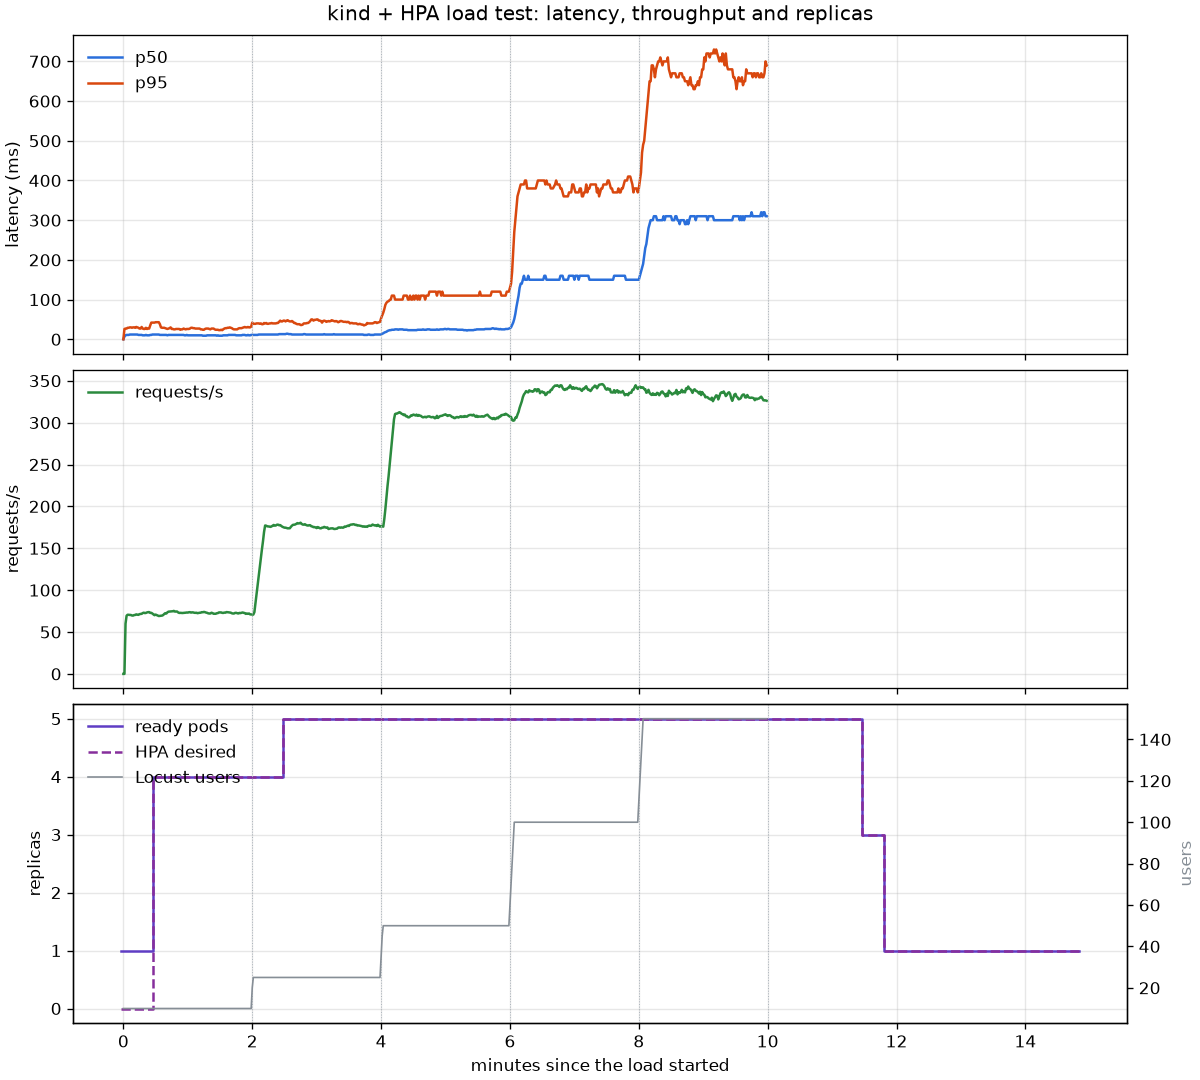 kind + HPA load test: latency, throughput and replicas
p50
p95
latency (ms)
700
600
500
400
300
200
100
0
requests/s
requests/s
350
300
250
200
150
100
50
0
ready pods
HPA desired
Locust users
replicas
5
4
3
2
1
0
140
120
100
80
60
40
20
users
0 2 4 6 8 10 12 14
minutes since the load started